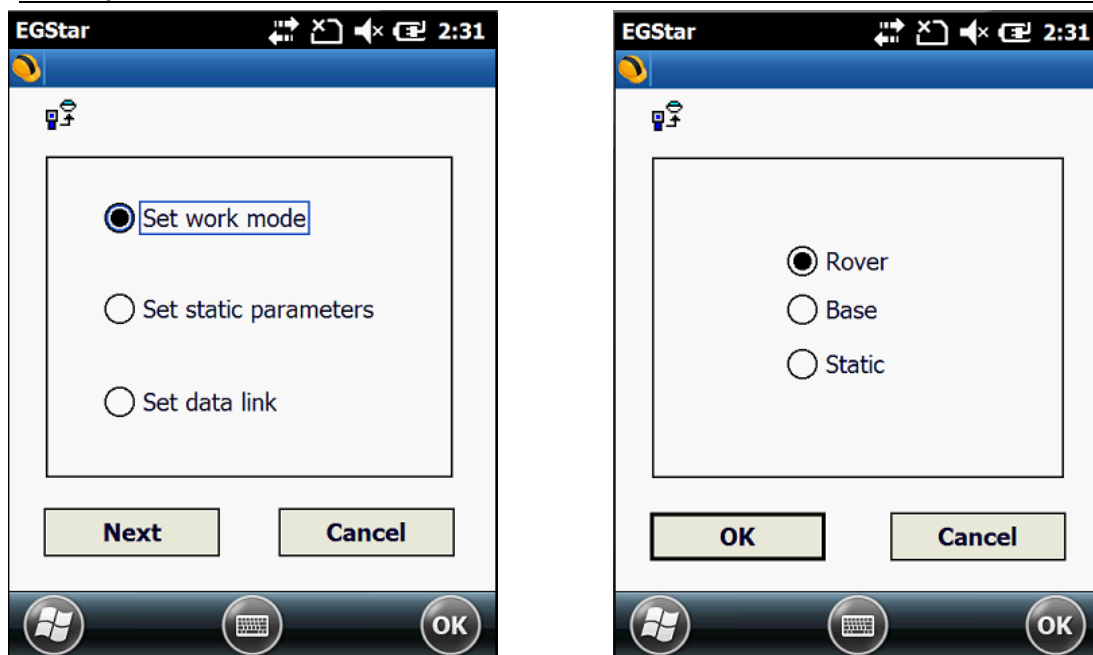 EGStar 2:31
Set work mode
Set static parameters
Set data link
Next Cancel
OK
EGStar 2:31
Rover
Base
Static
OK Cancel
OK